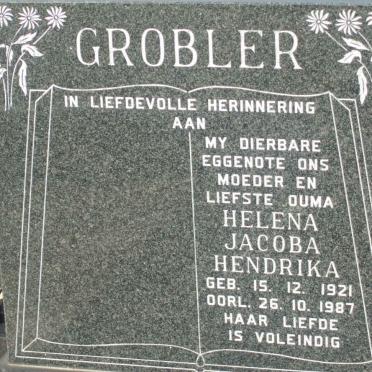 GROBLER
IN LIEFDEVOLLE HERINNERING
AAN
MY DIERBARE
EGGENOTE ONS
MOEDER EN
LIEFSTE OUMA
HELENA
JACOBA
HENDRIKA
GEB. 15. 12. 1921
OORL. 26. 10. 1987
HAAR LIEFDE
IS VOLEINDIG